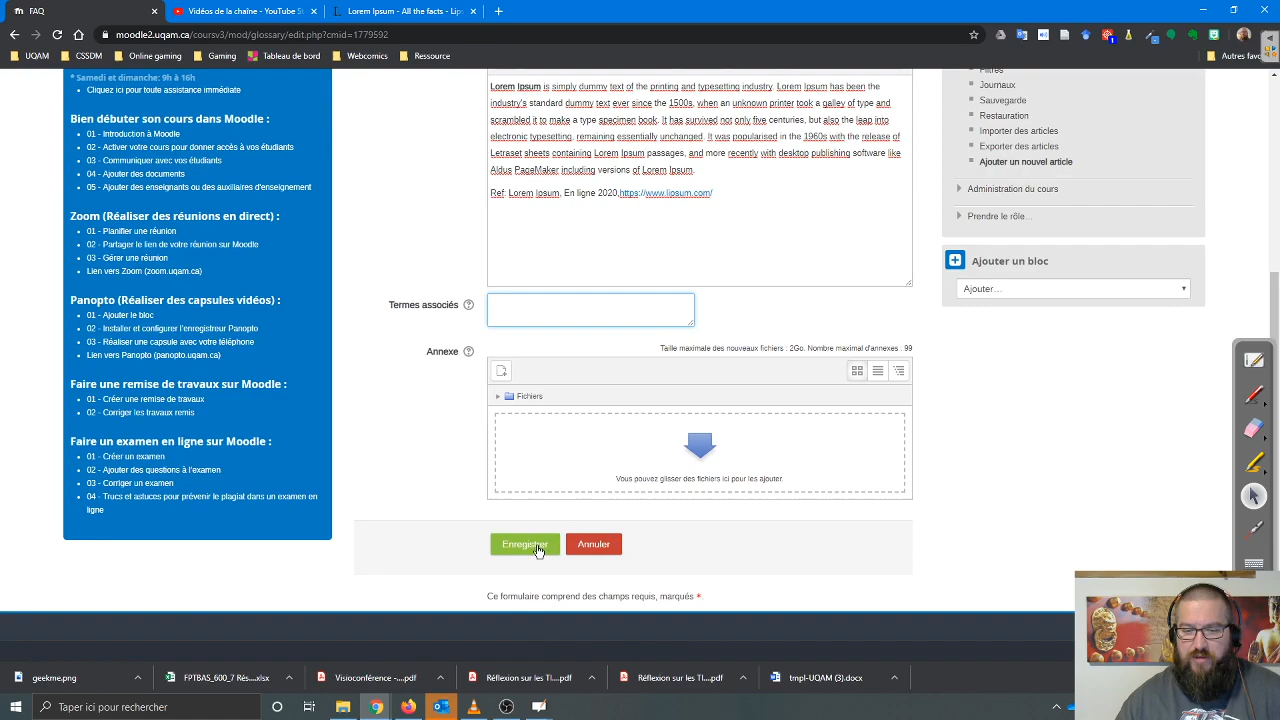 FAQ
Vidéos de la chaîne - YouTube St
Lorem Ipsum - All the facts - Lips
moodle2.uqam.ca/coursv3/mod/glossary/edit.php?cmid=1779592
UQAM
CSSDM
Online gaming
Gaming
Tableau de bord
Webcomics
Ressource
Autres favoris
* Samedi et dimanche: 9h à 16h
Cliquez ici pour toute assistance immédiate
Bien débuter son cours dans Moodle :
01 - Introduction à Moodle
02 - Activer votre cours pour donner accès à vos étudiants
03 - Communiquer avec vos étudiants
04 - Ajouter des documents
05 - Ajouter des enseignants ou des auxiliaires d'enseignement
Zoom (Réaliser des réunions en direct) :
01 - Planifier une réunion
02 - Partager le lien de votre réunion sur Moodle
03 - Gérer une réunion
Lien vers Zoom (zoom.uqam.ca)
Panopto (Réaliser des capsules vidéos) :
01 - Ajouter le bloc
02 - Installer et configurer l'enregistreur Panopto
03 - Réaliser une capsule avec votre téléphone
Lien vers Panopto (panopto.uqam.ca)
Faire une remise de travaux sur Moodle :
01 - Créer une remise de travaux
02 - Corriger les travaux remis
Faire un examen en ligne sur Moodle :
01 - Créer un examen
02 - Ajouter des questions à l'examen
03 - Corriger un examen
04 - Trucs et astuces pour prévenir le plagiat dans un examen en
ligne
Lorem Ipsum is simply dummy text of the printing and typesetting industry. Lorem Ipsum has been the
industry's standard dummy text ever since the 1500s, when an unknown printer took a galley of type and
scrambled it to make a type specimen book. It has survived not only five centuries, but also the leap into
electronic typesetting, remaining essentially unchanged. It was popularised in the 1960s with the release of
Letraset sheets containing Lorem Ipsum passages, and more recently with desktop publishing software like
Aldus PageMaker including versions of Lorem Ipsum.
Ref: Lorem Ipsum, En ligne 2020,https://www.lipsum.com/
Termes associés
Annexe
Taille maximale des nouveaux fichiers : 2Go. Nombre maximal d'annexes : 99
Fichiers
Vous pouvez glisser des fichiers ici pour les ajouter.
Enregistrer
Annuler
Ce formulaire comprend des champs requis, marqués *
Filtres
Journaux
Sauvegarde
Restauration
Importer des articles
Exporter des articles
Ajouter un nouvel article
Administration du cours
Prendre le rôle…
Ajouter un bloc
Ajouter…
geekme.png
FPTBAS_600_7 Rés....xlsx
Visioconférence -....pdf
Réflexion sur les TI....pdf
Réflexion sur les TI....pdf
tmpl-UQAM (3).docx
Taper ici pour rechercher